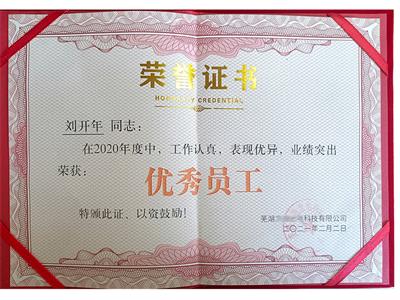 荣誉证书
HONORARY CREDENTIAL
刘开年 同志：
在2020年度中，工作认真，表现优异，业绩突出
荣获：
优秀员工
特颁此证、以资鼓励！
芜湖 科技有限公司
二〇二一年二月二日